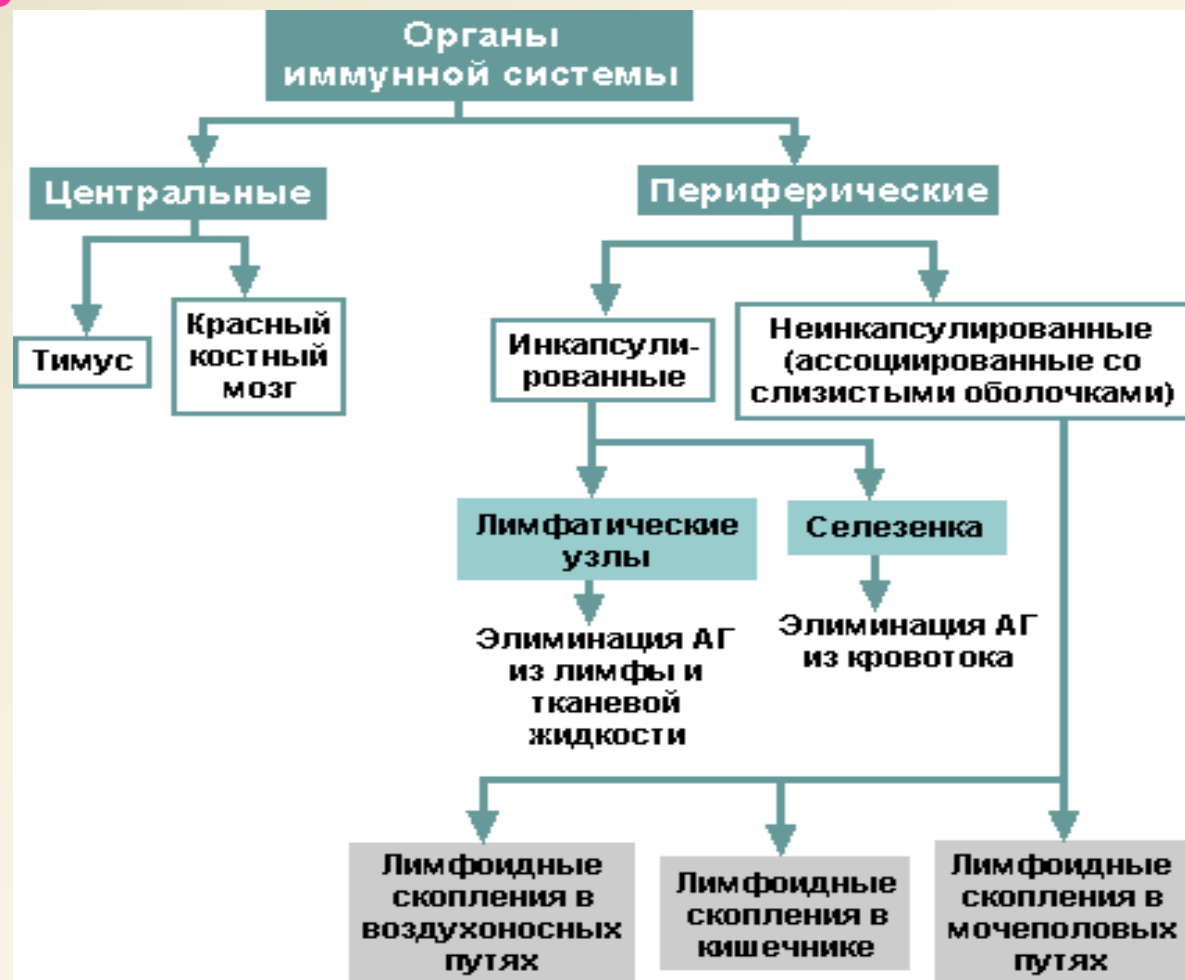 Органы
иммунной системы
Центральные
Периферические
Тимус
Красный
костный
мозг
Инкапсули-
рованные
Неинкапсулированные
(ассоциированные со
слизистыми оболочками)
Лимфатические
узлы
Селезенка
Элиминация АГ
из лимфы и
тканевой
жидкости
Элиминация АГ
из кровотока
Лимфоидные
скопления в
воздухоносных
путях
Лимфоидные
скопления в
кишечнике
Лимфоидные
скопления в
мочеполовых
путях